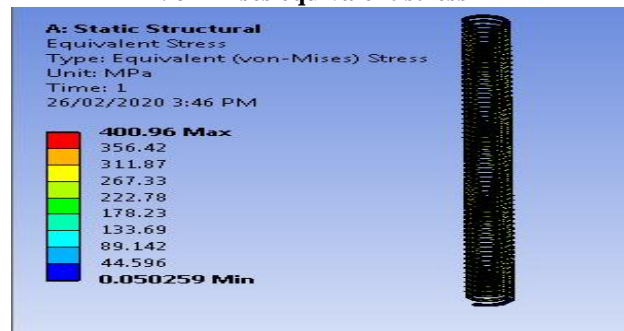 A: Static Structural
Equivalent Stress
Type: Equivalent (von-Mises) Stress
Unit: MPa
Time: 1
26/02/2020 3:46 PM
400.96 Max
356.42
311.87
267.33
222.78
178.23
133.69
89.142
44.596
0.050259 Min